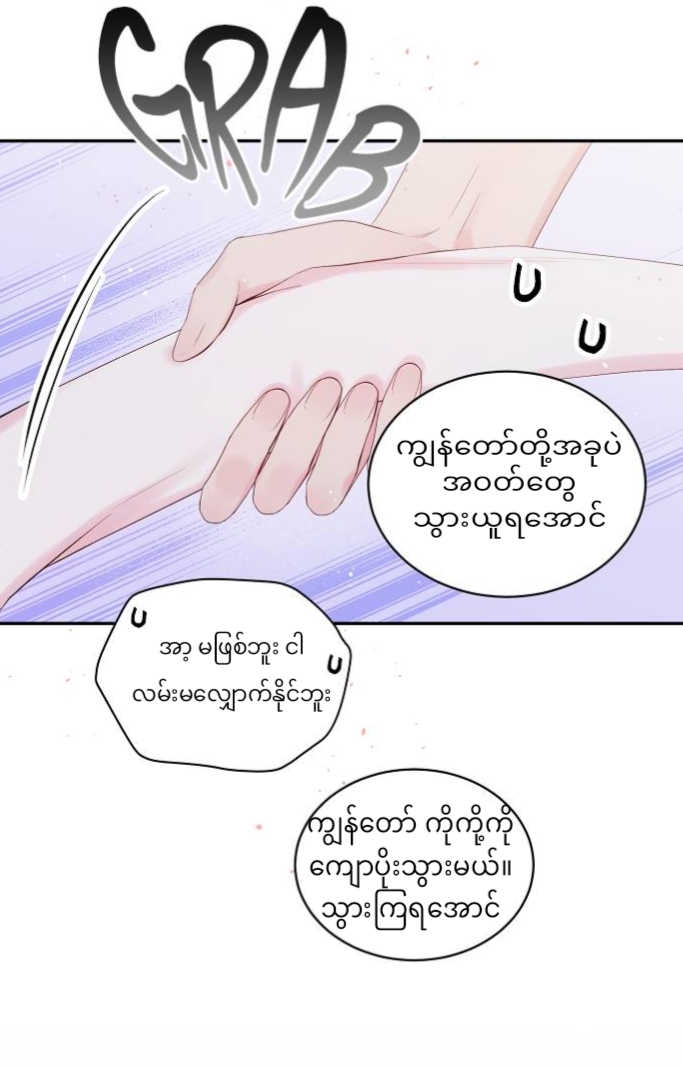 GRAB
ကျွန်တော်တို့အခုပဲ
အဝတ်တွေ
သွားယူရအောင်
အာ့ မဖြစ်ဘူး ငါ
လမ်းမလျှောက်နိုင်ဘူး
ကျွန်တော် ကိုကို့ကို
ကျောပိုးသွားမယ်။
သွားကြရအောင်